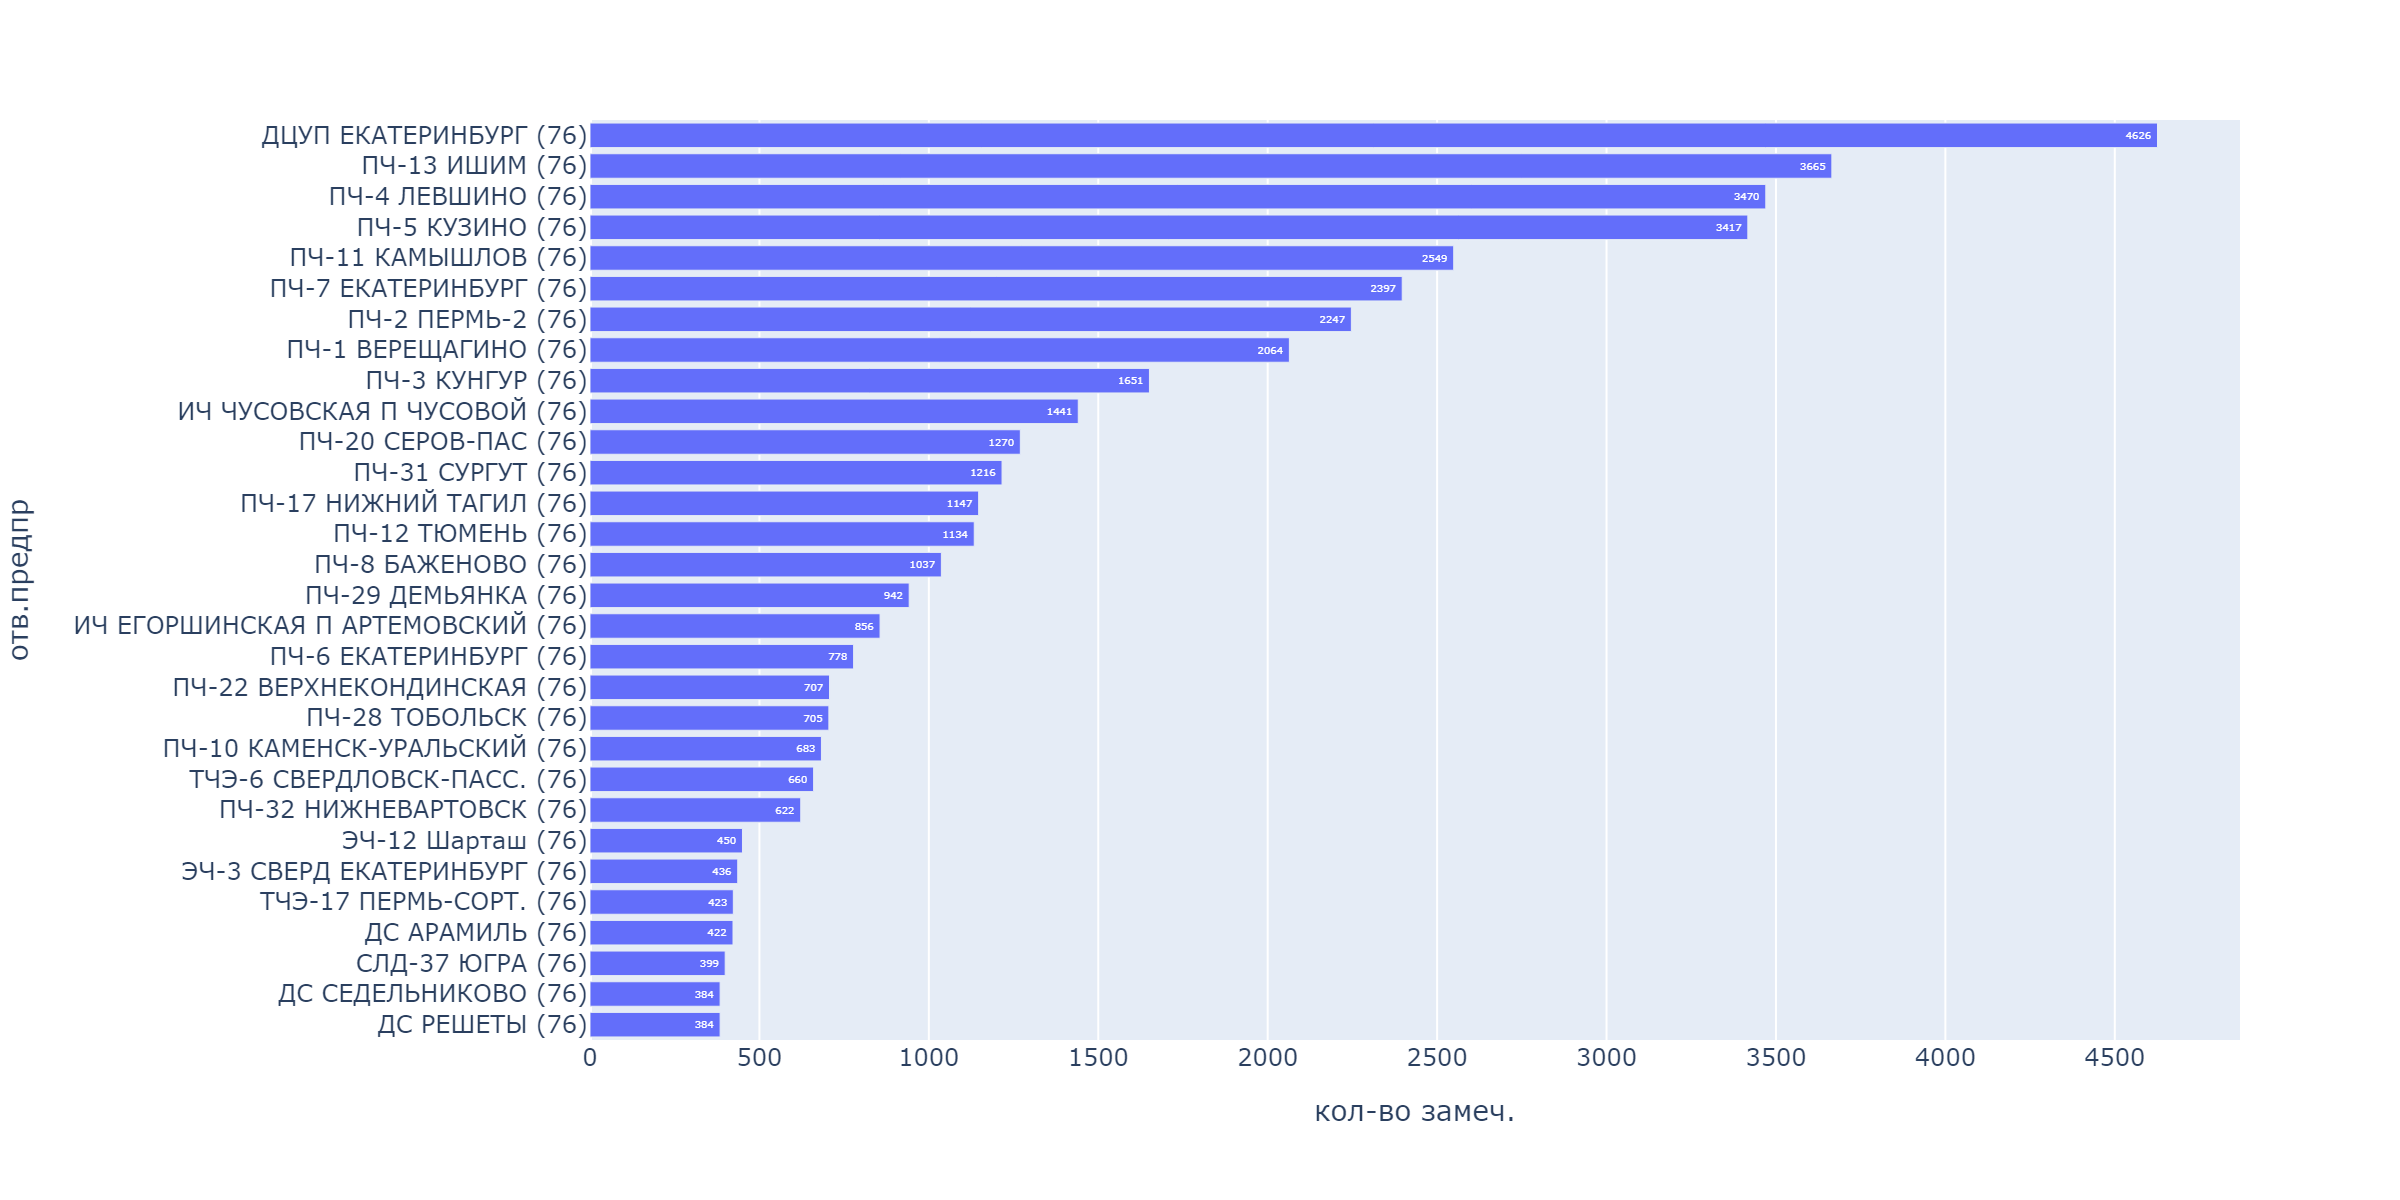 ДЦУП ЕКАТЕРИНБУРГ (76) 4626
ПЧ-13 ИШИМ (76) 3665
ПЧ-4 ЛЕВШИНО (76) 3470
ПЧ-5 КУЗИНО (76) 3417
ПЧ-11 КАМЫШЛОВ (76) 2549
ПЧ-7 ЕКАТЕРИНБУРГ (76) 2397
ПЧ-2 ПЕРМЬ-2 (76) 2247
ПЧ-1 ВЕРЕЩАГИНО (76) 2064
ПЧ-3 КУНГУР (76) 1651
ИЧ ЧУСОВСКАЯ П ЧУСОВОЙ (76) 1441
ПЧ-20 СЕРОВ-ПАС (76) 1270
ПЧ-31 СУРГУТ (76) 1216
ПЧ-17 НИЖНИЙ ТАГИЛ (76) 1147
ПЧ-12 ТЮМЕНЬ (76) 1134
ПЧ-8 БАЖЕНОВО (76) 1037
ПЧ-29 ДЕМЬЯНКА (76) 942
ИЧ ЕГОРШИНСКАЯ П АРТЕМОВСКИЙ (76) 856
ПЧ-6 ЕКАТЕРИНБУРГ (76) 778
ПЧ-22 ВЕРХНЕКОНДИНСКАЯ (76) 707
ПЧ-28 ТОБОЛЬСК (76) 705
ПЧ-10 КАМЕНСК-УРАЛЬСКИЙ (76) 683
ТЧЭ-6 СВЕРДЛОВСК-ПАСС. (76) 660
ПЧ-32 НИЖНЕВАРТОВСК (76) 622
ЭЧ-12 Шарташ (76) 450
ЭЧ-3 СВЕРД ЕКАТЕРИНБУРГ (76) 436
ТЧЭ-17 ПЕРМЬ-СОРТ. (76) 423
ДС АРАМИЛЬ (76) 422
СЛД-37 ЮГРА (76) 399
ДС СЕДЕЛЬНИКОВО (76) 384
ДС РЕШЕТЫ (76) 384
отв.предпр
0 500 1000 1500 2000 2500 3000 3500 4000 4500
кол-во замеч.